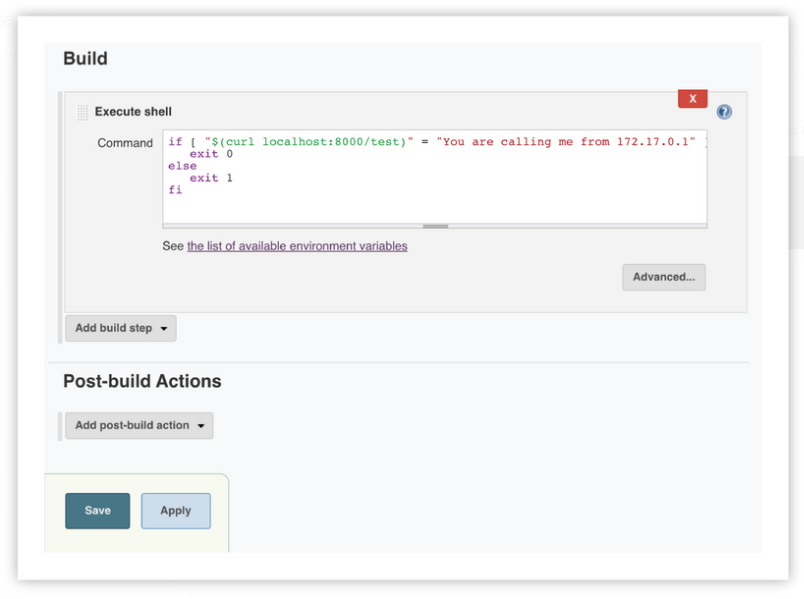 Build
X
Execute shell
Command
if [ "$(curl localhost:8000/test)" = "You are calling me from 172.17.0.1" ]
   exit 0
else
   exit 1
fi
See the list of available environment variables
Advanced...
Add build step
Post-build Actions
Add post-build action
Save
Apply